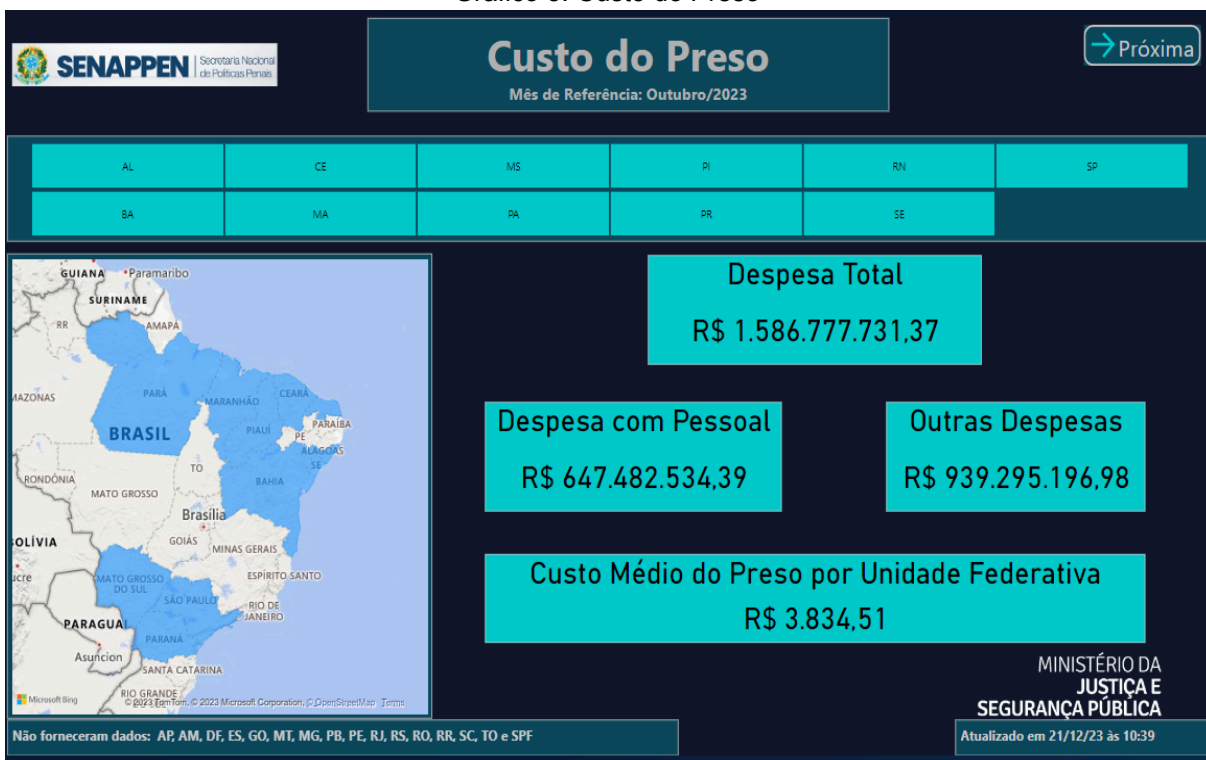 SENAPPEN
Secretaria Nacional
de Políticas Penais
Custo do Preso
Mês de Referência: Outubro/2023
Próxima
AL
CE
MS
PI
RN
SP
BA
MA
PA
PR
SE
GUIANA
Paramaribo
SURINAME
RR
AMAPÁ
PARÁ
MARANHÃO
CEARÁ
BRASIL
PIAUÍ
PARAÍBA
PE
ALAGOAS
SE
TO
BAHIA
RONDÔNIA
MATO GROSSO
Brasília
GOIÁS
MINAS GERAIS
MATO GROSSO
DO SUL
ESPÍRITO SANTO
SÃO PAULO
RIO DE
JANEIRO
PARANÁ
Asuncion
SANTA CATARINA
RIO GRANDE
Microsoft Bing
© 2023 TomTom, © 2023 Microsoft Corporation, © OpenStreetMap Terms
Despesa Total
R$ 1.586.777.731,37
Despesa com Pessoal
R$ 647.482.534,39
Outras Despesas
R$ 939.295.196,98
Custo Médio do Preso por Unidade Federativa
R$ 3.834,51
MINISTÉRIO DA
JUSTIÇA E
SEGURANÇA PÚBLICA
Não forneceram dados: AP, AM, DF, ES, GO, MT, MG, PB, PE, RJ, RS, RO, RR, SC, TO e SPF
Atualizado em 21/12/23 às 10:39